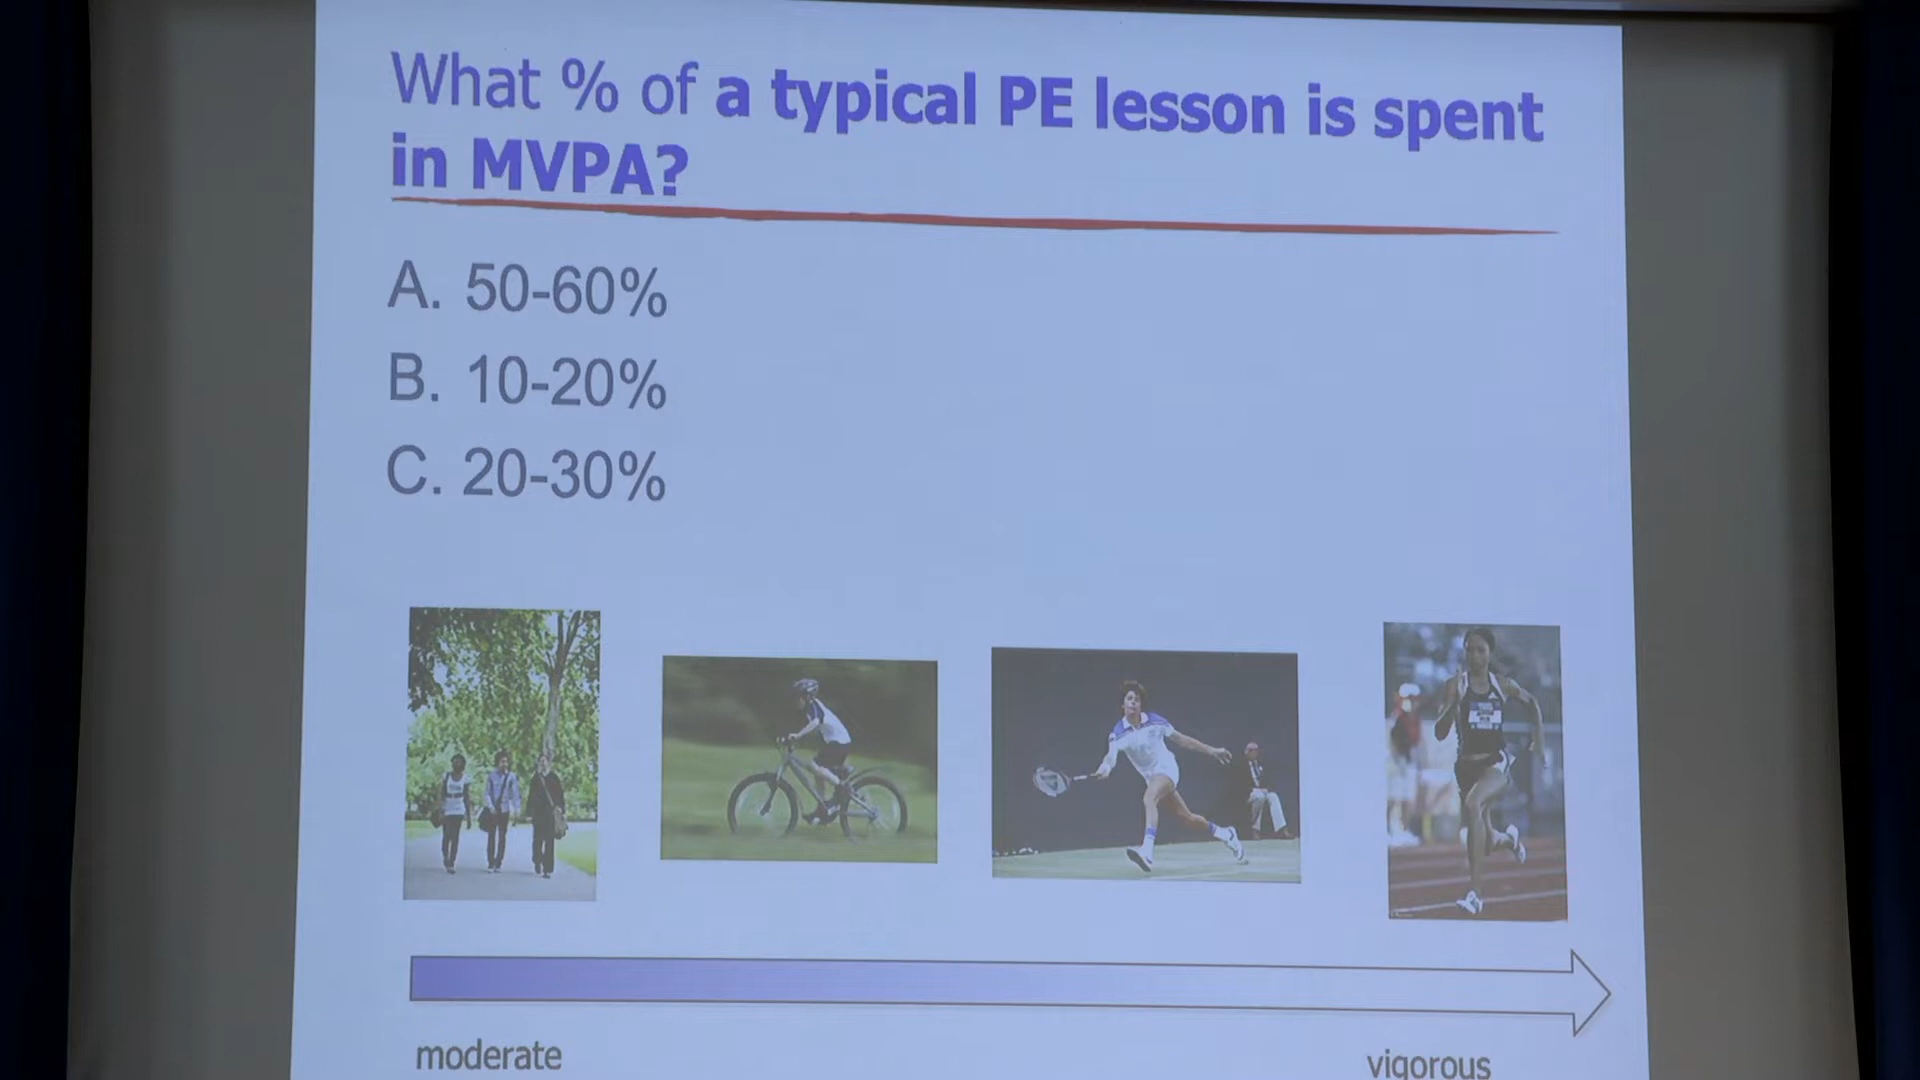 What % of a typical PE lesson is spent
in MVPA?
A. 50-60%
B. 10-20%
C. 20-30%
moderate
vigorous